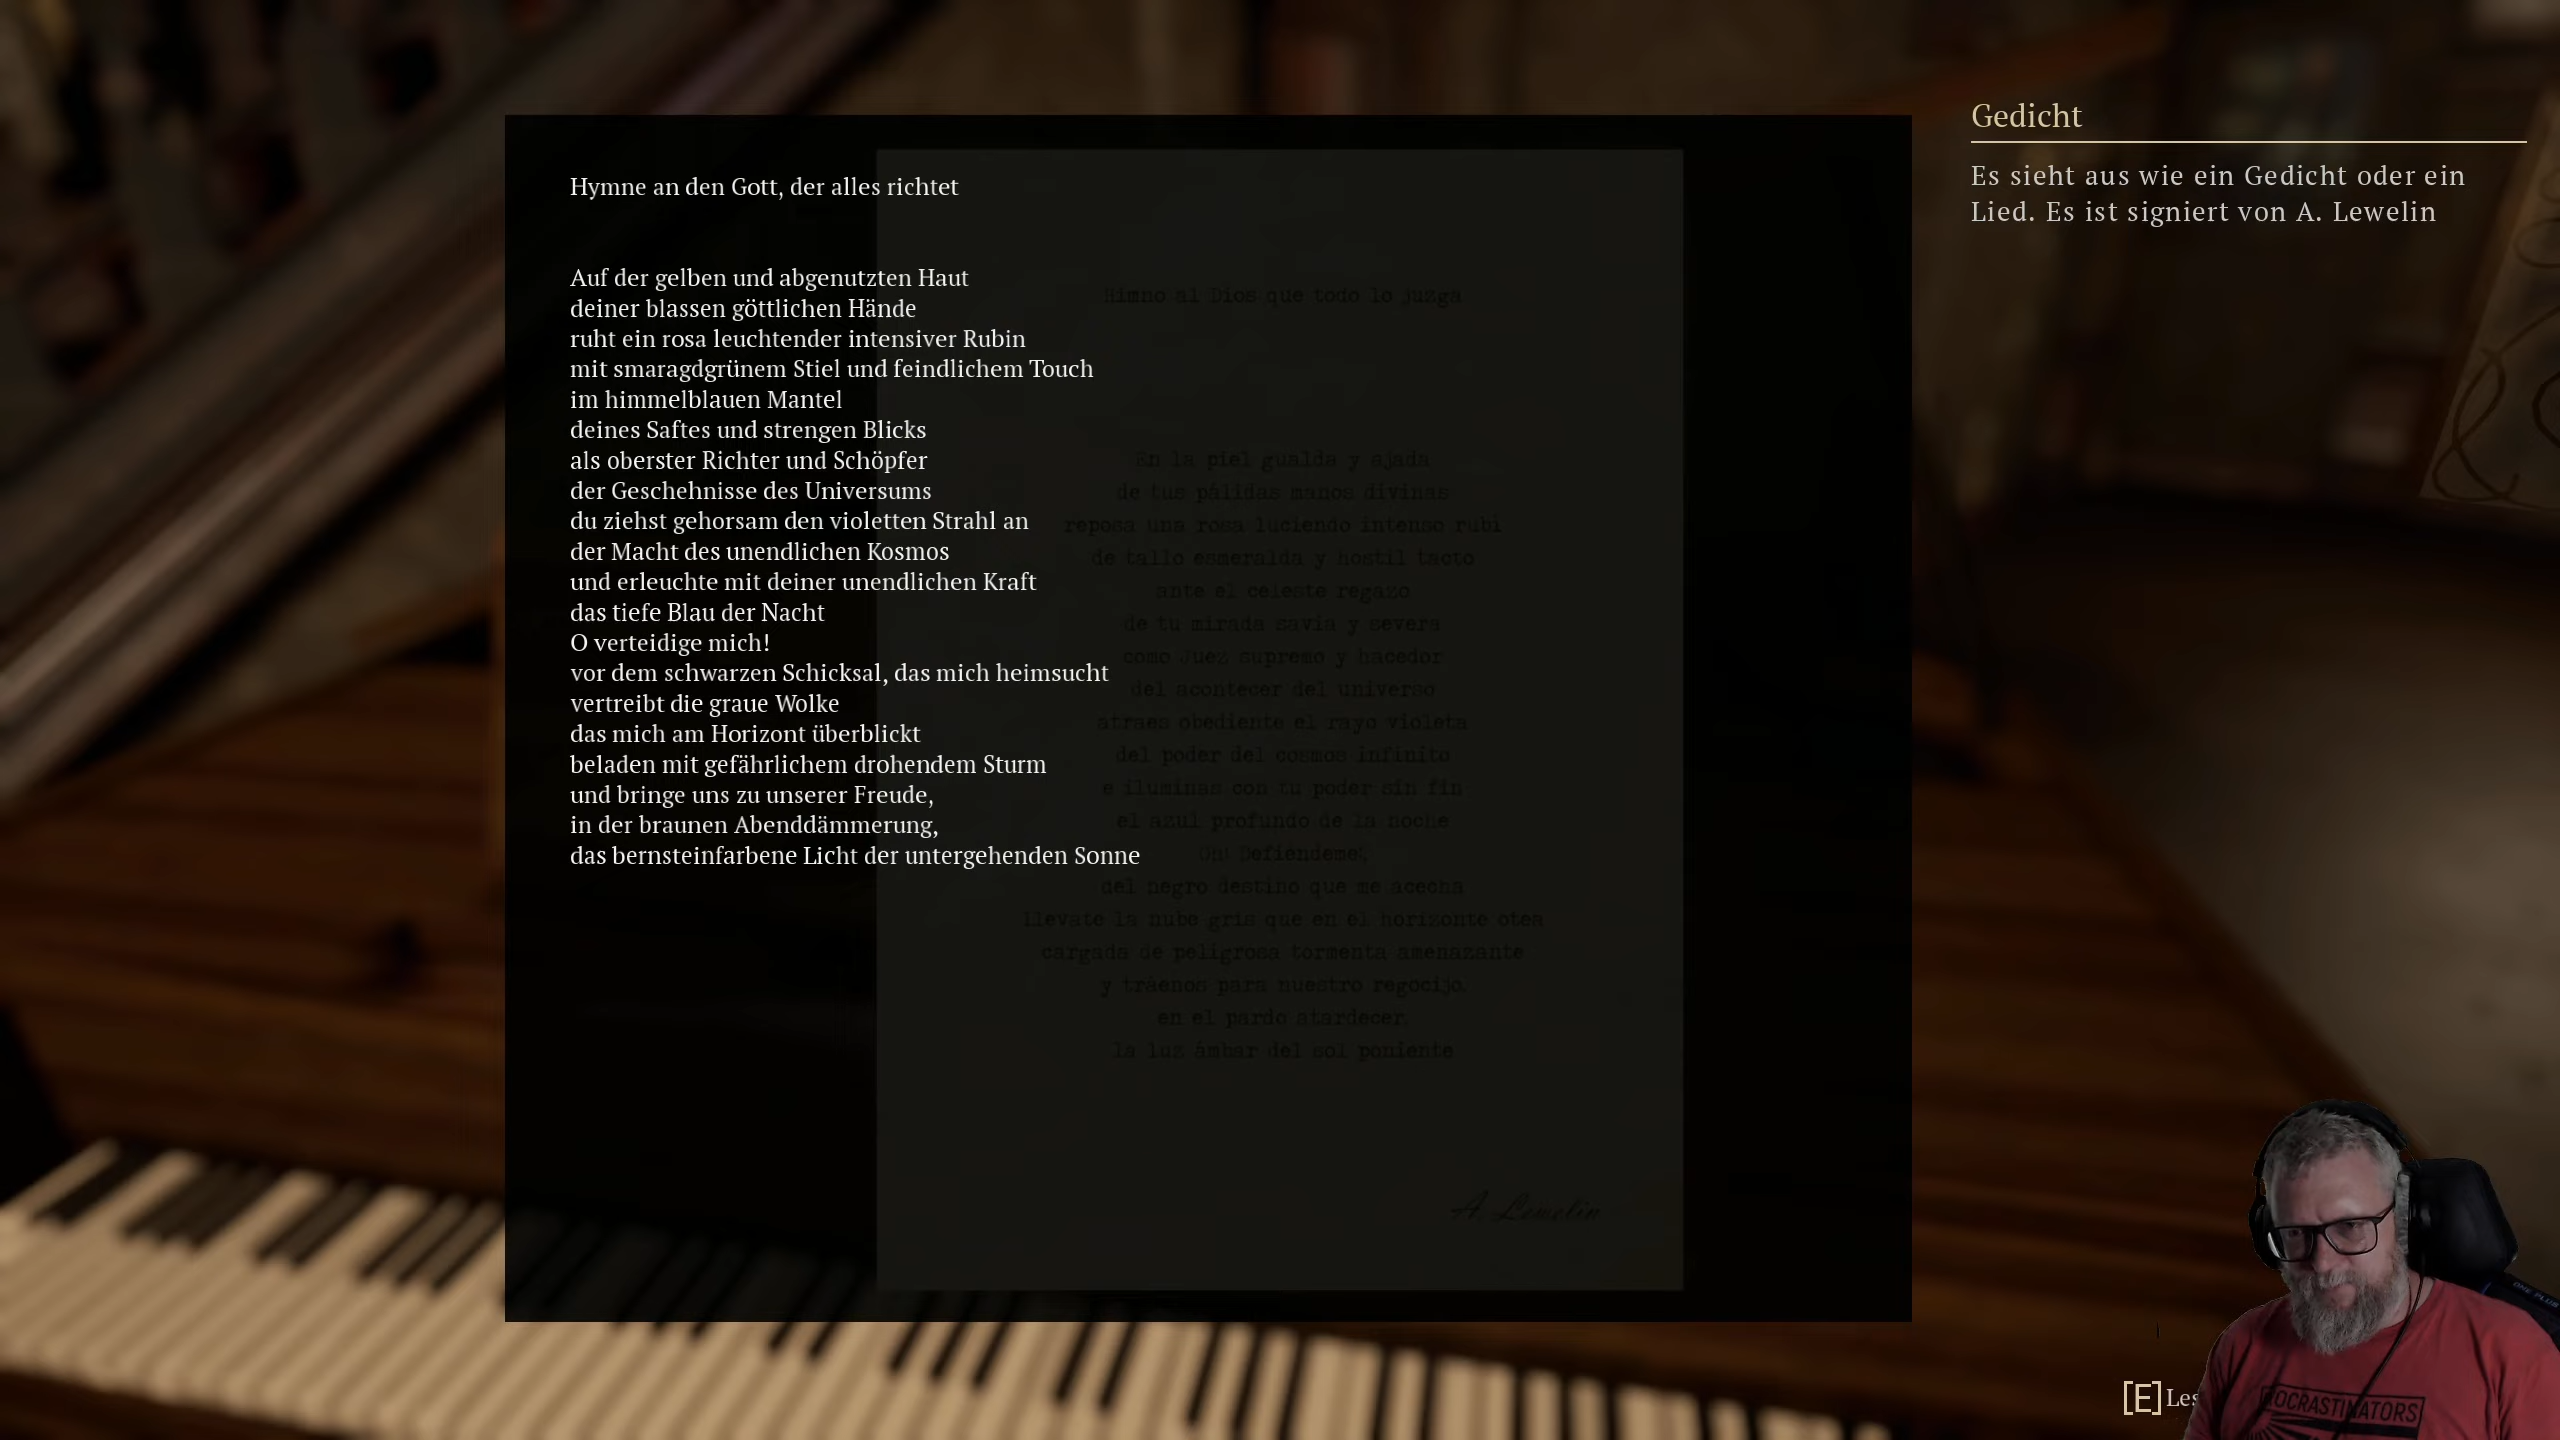 Hymne an den Gott, der alles richtet
Auf der gelben und abgenutzten Haut
deiner blassen göttlichen Hände
ruht ein rosa leuchtender intensiver Rubin
mit smaragdgrünem Stiel und feindlichem Touch
im himmelblauen Mantel
deines Saftes und strengen Blicks
als oberster Richter und Schöpfer
der Geschehnisse des Universums
du ziehst gehorsam den violetten Strahl an
der Macht des unendlichen Kosmos
und erleuchte mit deiner unendlichen Kraft
das tiefe Blau der Nacht
O verteidige mich!
vor dem schwarzen Schicksal, das mich heimsucht
vertreibt die graue Wolke
das mich am Horizont überblickt
beladen mit gefährlichem drohendem Sturm
und bringe uns zu unserer Freude,
in der braunen Abenddämmerung,
das bernsteinfarbene Licht der untergehenden Sonne
Himno al Dios que todo lo juzga
En la piel gualda y ajada
de tus pálidas manos divinas
reposa una rosa luciendo intenso rubi
de tallo esmeralda y hostil tacto
ante el celeste regazo
de tu mirada savia y severa
como Juez supremo y hacedor
del acontecer del universo
atraes obediente el rayo violeta
del poder del cosmos infinito
e iluminas con tu poder sin fin
el azul profundo de la noche
Oh! Defiendeme,
del negro destino que me acecha
llevate la nube gris que en el horizonte otea
cargada de peligrosa tormenta amenazante
y tráenos para nuestro regocijo,
en el pardo atardecer,
la luz ámbar del sol poniente
A. Lewelin
Gedicht
Es sieht aus wie ein Gedicht oder ein
Lied. Es ist signiert von A. Lewelin
[E] Les
ROCRASTINATORS